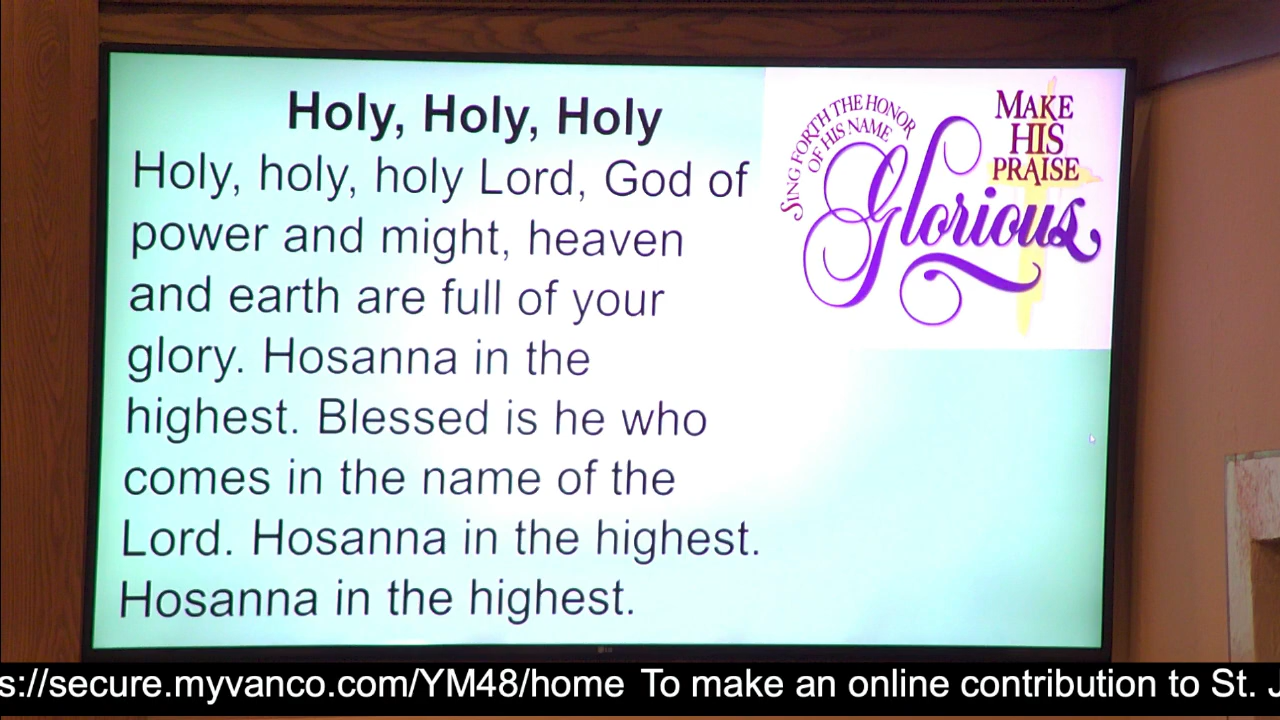 Holy, Holy, Holy
Holy, holy, holy Lord, God of
power and might, heaven
and earth are full of your
glory. Hosanna in the
highest. Blessed is he who
comes in the name of the
Lord. Hosanna in the highest.
Hosanna in the highest.
SING FORTH THE HONOR
OF HIS NAME
MAKE
HIS
PRAISE
Glorious
LG
s://secure.myvanco.com/YM48/home To make an online contribution to St. J